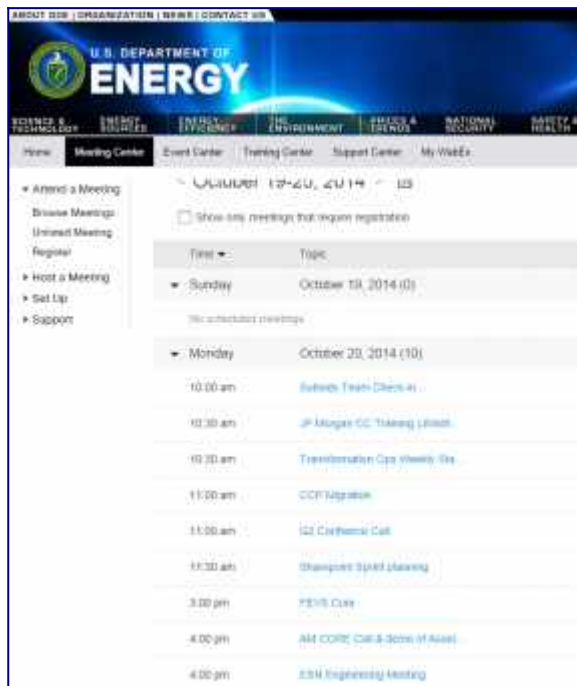 ABOUT DOE | ORGANIZATION | NEWS | CONTACT US
U.S. DEPARTMENT OF
ENERGY
SCIENCE & TECHNOLOGY ENERGY SOURCES ENERGY EFFICIENCY THE ENVIRONMENT PRICES & TRENDS NATIONAL SECURITY SAFETY & HEALTH
Home Meeting Center Event Center Training Center Support Center My WebEx
Attend a Meeting
Browse Meetings
Unlisted Meeting
Register
Host a Meeting
Set Up
Support
October 19-25, 2014
Show only meetings that require registration
Time Topic
Sunday October 19, 2014 (0)
No scheduled meetings
Monday October 20, 2014 (10)
10:00 am Team Check-in...
10:30 am JP Morgan CC Training
10:30 am Transformation Ops Weekly Sta...
11:00 am CCP Migration
11:00 am G2 Conference Call
11:30 am Sharepoint Sprint planning
3:00 pm
4:00 pm AM CORE Call & demo of Asset...
4:00 pm ESN Engineering Meeting